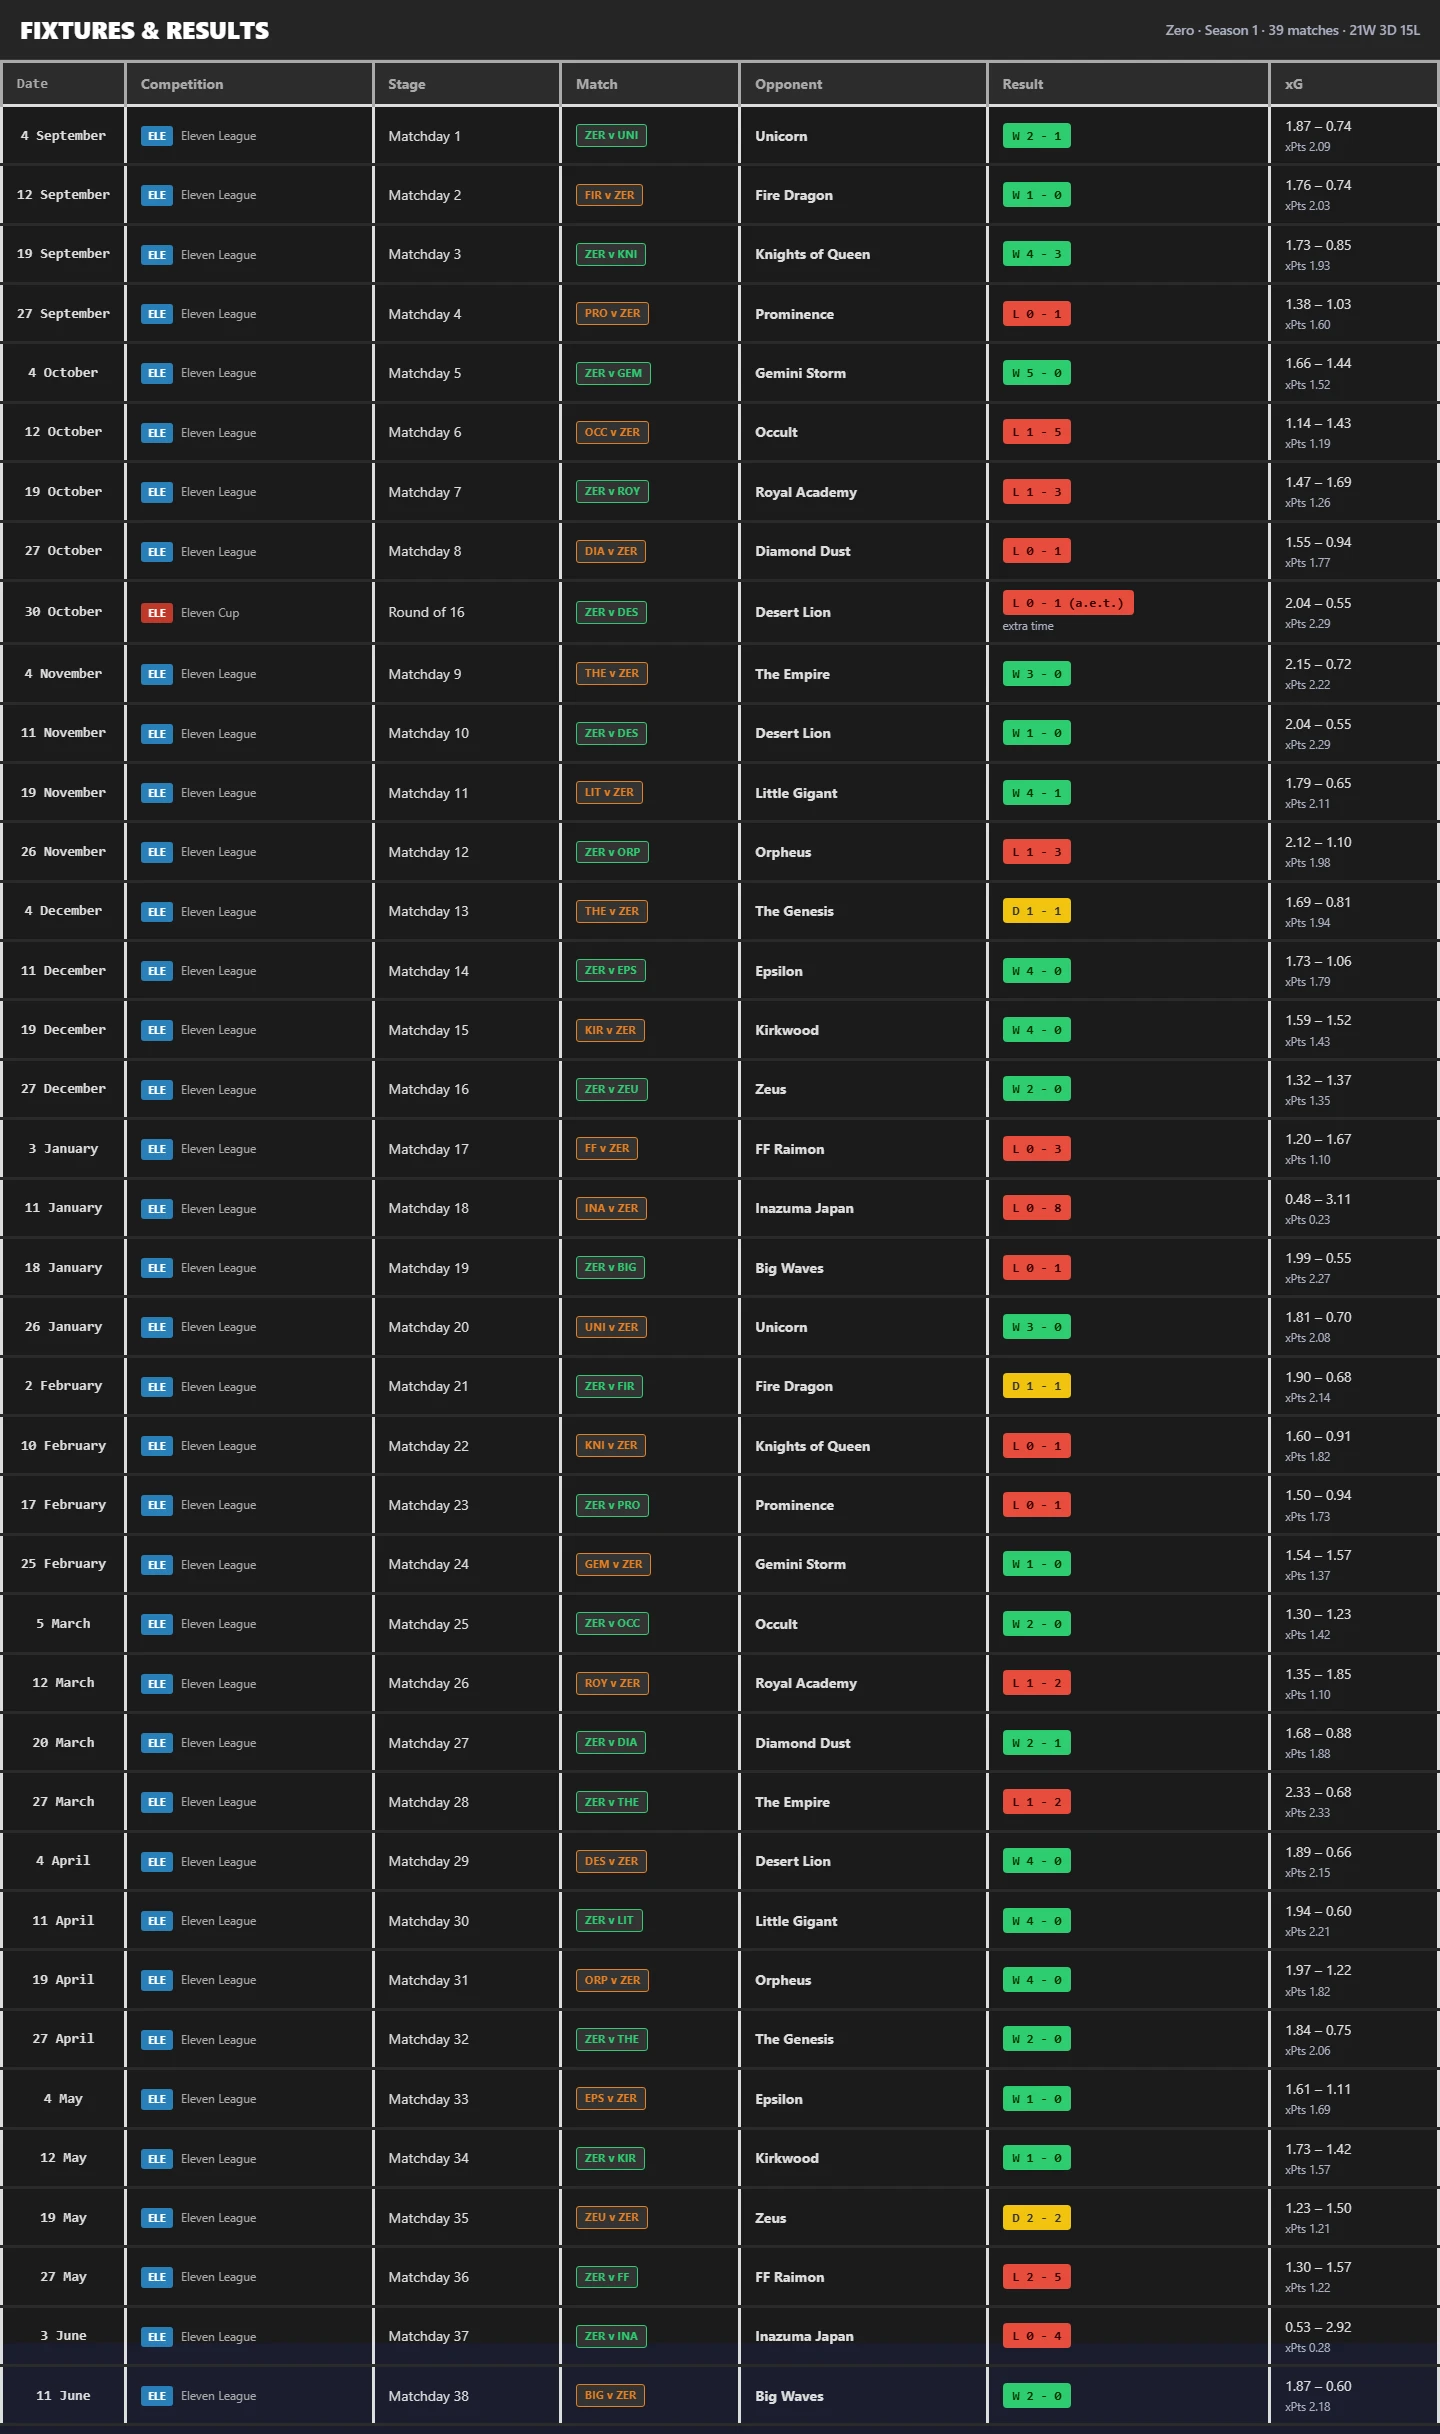 FIXTURES & RESULTS
Zero · Season 1 · 39 matches · 21W 3D 15L
Date Competition Stage Match Opponent Result xG
4 September ELE Eleven League Matchday 1 ZER v UNI Unicorn W 2 - 1 1.87 – 0.74
xPts 2.09
12 September ELE Eleven League Matchday 2 FIR v ZER Fire Dragon W 1 - 0 1.76 – 0.74
xPts 2.03
19 September ELE Eleven League Matchday 3 ZER v KNI Knights of Queen W 4 - 3 1.73 – 0.85
xPts 1.93
27 September ELE Eleven League Matchday 4 PRO v ZER Prominence L 0 - 1 1.38 – 1.03
xPts 1.60
4 October ELE Eleven League Matchday 5 ZER v GEM Gemini Storm W 5 - 0 1.66 – 1.44
xPts 1.52
12 October ELE Eleven League Matchday 6 OCC v ZER Occult L 1 - 5 1.14 – 1.43
xPts 1.19
19 October ELE Eleven League Matchday 7 ZER v ROY Royal Academy L 1 - 3 1.47 – 1.69
xPts 1.26
27 October ELE Eleven League Matchday 8 DIA v ZER Diamond Dust L 0 - 1 1.55 – 0.94
xPts 1.77
30 October ELE Eleven Cup Round of 16 ZER v DES Desert Lion L 0 - 1 (a.e.t.) 2.04 – 0.55
extra time xPts 2.29
4 November ELE Eleven League Matchday 9 THE v ZER The Empire W 3 - 0 2.15 – 0.72
xPts 2.22
11 November ELE Eleven League Matchday 10 ZER v DES Desert Lion W 1 - 0 2.04 – 0.55
xPts 2.29
19 November ELE Eleven League Matchday 11 LIT v ZER Little Gigant W 4 - 1 1.79 – 0.65
xPts 2.11
26 November ELE Eleven League Matchday 12 ZER v ORP Orpheus L 1 - 3 2.12 – 1.10
xPts 1.98
4 December ELE Eleven League Matchday 13 THE v ZER The Genesis D 1 - 1 1.69 – 0.81
xPts 1.94
11 December ELE Eleven League Matchday 14 ZER v EPS Epsilon W 4 - 0 1.73 – 1.06
xPts 1.79
19 December ELE Eleven League Matchday 15 KIR v ZER Kirkwood W 4 - 0 1.59 – 1.52
xPts 1.43
27 December ELE Eleven League Matchday 16 ZER v ZEU Zeus W 2 - 0 1.32 – 1.37
xPts 1.35
3 January ELE Eleven League Matchday 17 FF v ZER FF Raimon L 0 - 3 1.20 – 1.67
xPts 1.10
11 January ELE Eleven League Matchday 18 INA v ZER Inazuma Japan L 0 - 8 0.48 – 3.11
xPts 0.23
18 January ELE Eleven League Matchday 19 ZER v BIG Big Waves L 0 - 1 1.99 – 0.55
xPts 2.27
26 January ELE Eleven League Matchday 20 UNI v ZER Unicorn W 3 - 0 1.81 – 0.70
xPts 2.08
2 February ELE Eleven League Matchday 21 ZER v FIR Fire Dragon D 1 - 1 1.90 – 0.68
xPts 2.14
10 February ELE Eleven League Matchday 22 KNI v ZER Knights of Queen L 0 - 1 1.60 – 0.91
xPts 1.82
17 February ELE Eleven League Matchday 23 ZER v PRO Prominence L 0 - 1 1.50 – 0.94
xPts 1.73
25 February ELE Eleven League Matchday 24 GEM v ZER Gemini Storm W 1 - 0 1.54 – 1.57
xPts 1.37
5 March ELE Eleven League Matchday 25 ZER v OCC Occult W 2 - 0 1.30 – 1.23
xPts 1.42
12 March ELE Eleven League Matchday 26 ROY v ZER Royal Academy L 1 - 2 1.35 – 1.85
xPts 1.10
20 March ELE Eleven League Matchday 27 ZER v DIA Diamond Dust W 2 - 1 1.68 – 0.88
xPts 1.88
27 March ELE Eleven League Matchday 28 ZER v THE The Empire L 1 - 2 2.33 – 0.68
xPts 2.33
4 April ELE Eleven League Matchday 29 DES v ZER Desert Lion W 4 - 0 1.89 – 0.66
xPts 2.15
11 April ELE Eleven League Matchday 30 ZER v LIT Little Gigant W 4 - 0 1.94 – 0.60
xPts 2.21
19 April ELE Eleven League Matchday 31 ORP v ZER Orpheus W 4 - 0 1.97 – 1.22
xPts 1.82
27 April ELE Eleven League Matchday 32 ZER v THE The Genesis W 2 - 0 1.84 – 0.75
xPts 2.06
4 May ELE Eleven League Matchday 33 EPS v ZER Epsilon W 1 - 0 1.61 – 1.11
xPts 1.69
12 May ELE Eleven League Matchday 34 ZER v KIR Kirkwood W 1 - 0 1.73 – 1.42
xPts 1.57
19 May ELE Eleven League Matchday 35 ZEU v ZER Zeus D 2 - 2 1.23 – 1.50
xPts 1.21
27 May ELE Eleven League Matchday 36 ZER v FF FF Raimon L 2 - 5 1.30 – 1.57
xPts 1.22
3 June ELE Eleven League Matchday 37 ZER v INA Inazuma Japan L 0 - 4 0.53 – 2.92
xPts 0.28
11 June ELE Eleven League Matchday 38 BIG v ZER Big Waves W 2 - 0 1.87 – 0.60
xPts 2.18